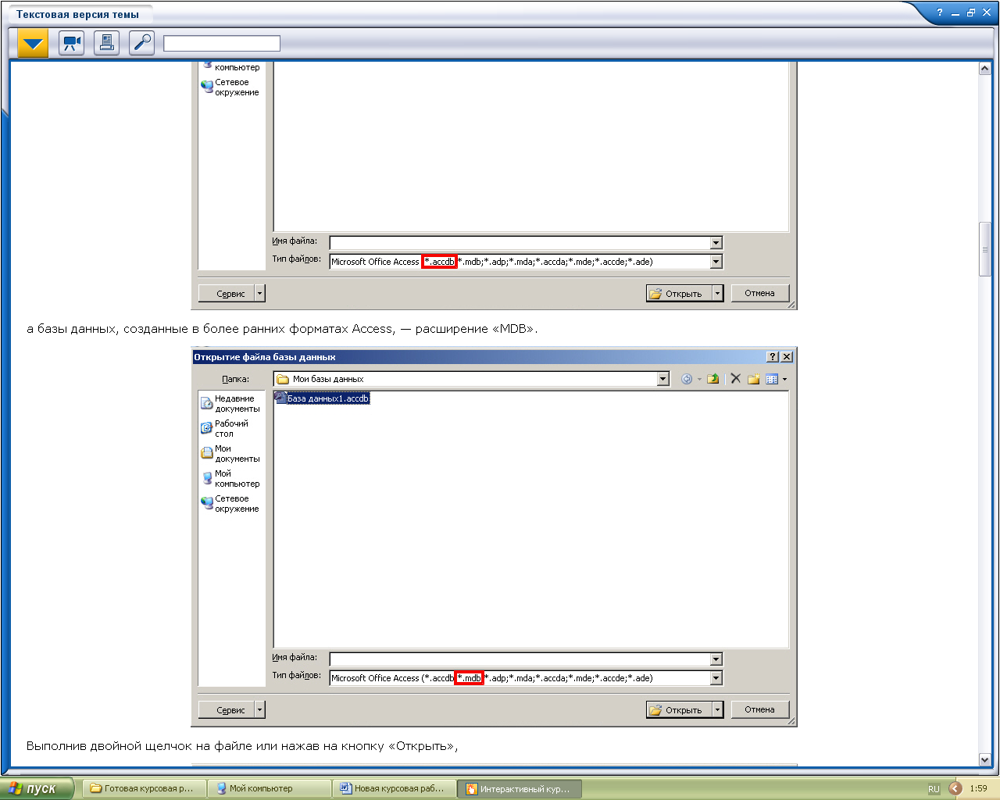 Текстовая версия темы
компьютер
Сетевое
окружение
Имя файла:
Тип файлов:
Microsoft Office Access (*.accdb;*.mdb;*.adp;*.mda;*.accda;*.mde;*.accde;*.ade)
Сервис
Открыть
Отмена
а базы данных, созданные в более ранних форматах Access, — расширение «MDB».
Открытие файла базы данных
Папка:
Мои базы данных
Недавние
документы
Рабочий
стол
Мои
документы
Мой
компьютер
Сетевое
окружение
База данных1.accdb
Имя файла:
Тип файлов:
Microsoft Office Access (*.accdb;*.mdb;*.adp;*.mda;*.accda;*.mde;*.accde;*.ade)
Сервис
Открыть
Отмена
Выполнив двойной щелчок на файле или нажав на кнопку «Открыть»,
пуск
Готовая курсовая р...
Мой компьютер
Новая курсовая раб...
Интерактивный кур...
RU
1:59